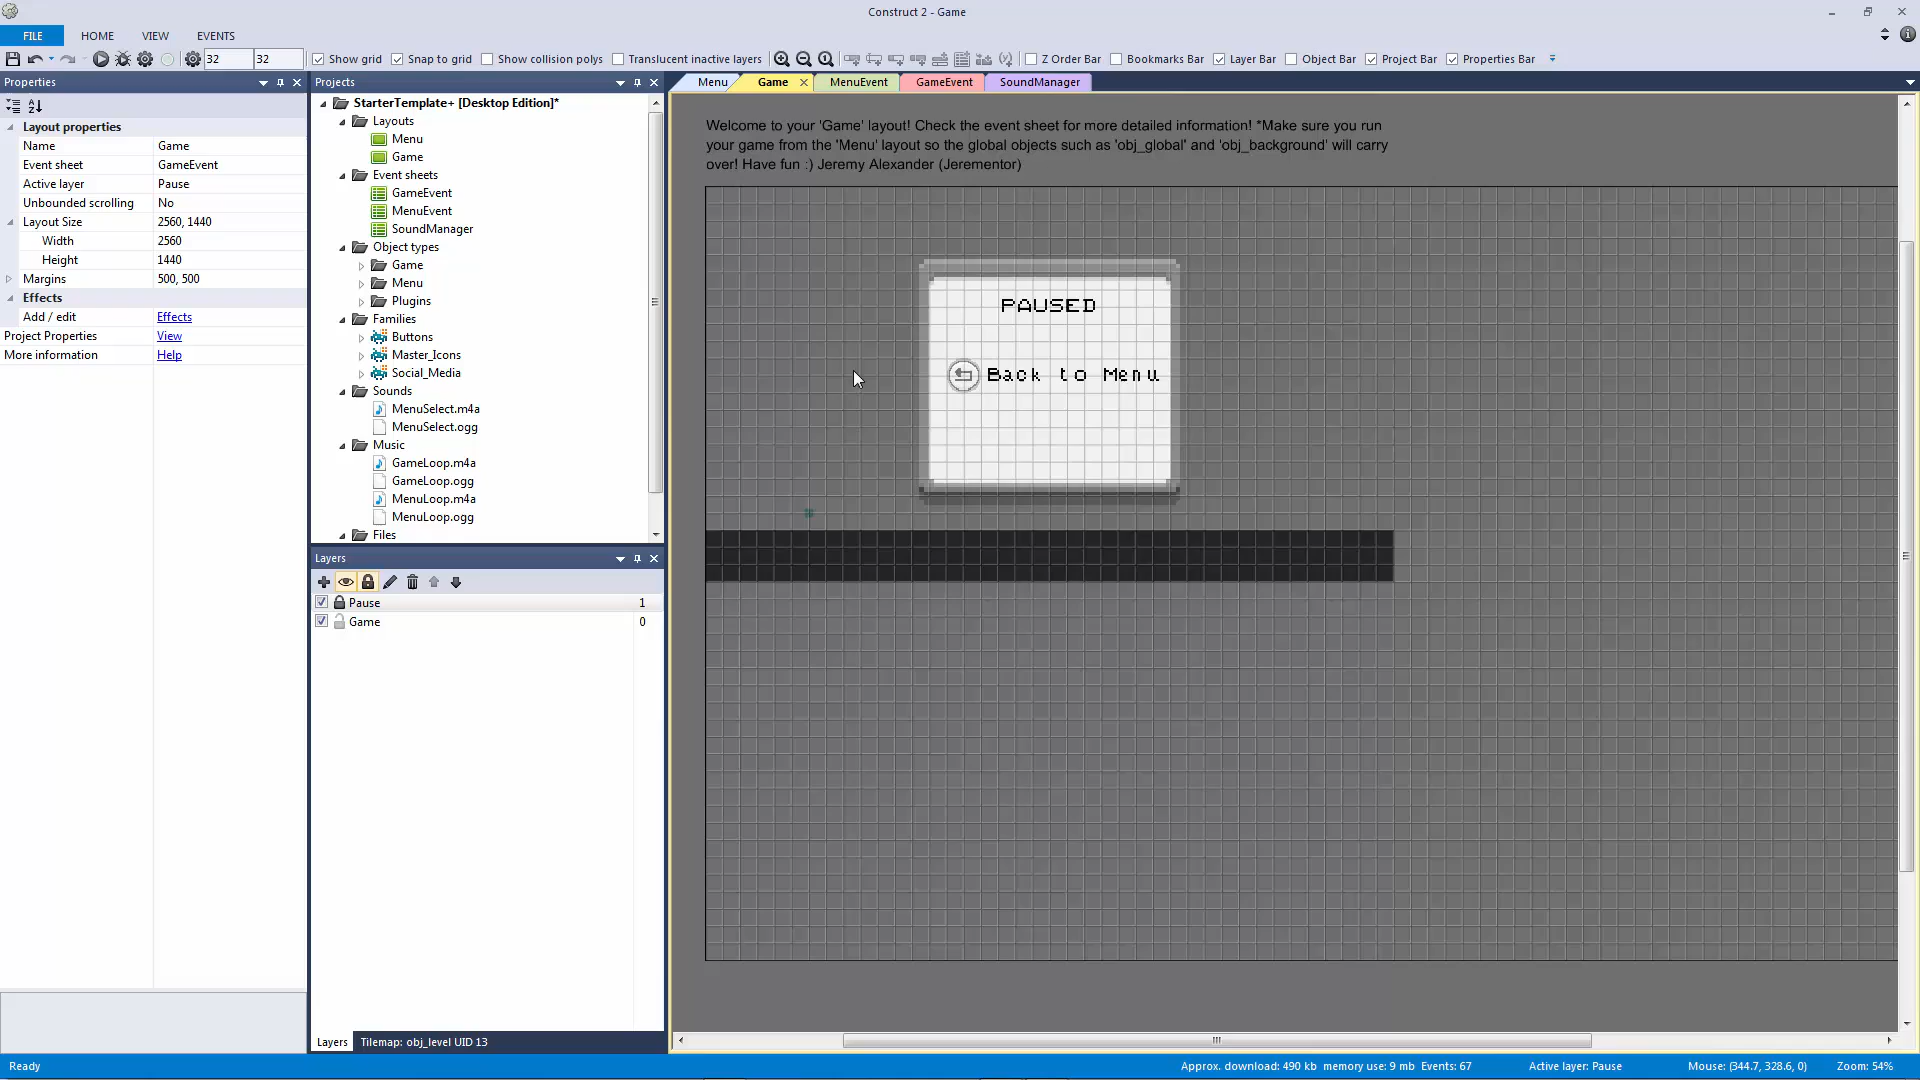 Construct 2 - Game
FILE HOME VIEW EVENTS
32 32 Show grid Snap to grid Show collision polys Translucent inactive layers Z Order Bar Bookmarks Bar Layer Bar Object Bar Project Bar Properties Bar
Properties
Layout properties
Name Game
Event sheet GameEvent
Active layer Pause
Unbounded scrolling No
Layout Size 2560, 1440
Width 2560
Height 1440
Margins 500, 500
Effects
Add / edit Effects
Project Properties View
More information Help
Projects
StarterTemplate+ [Desktop Edition]*
Layouts
Menu
Game
Event sheets
GameEvent
MenuEvent
SoundManager
Object types
Game
Menu
Plugins
Families
Buttons
Master_Icons
Social_Media
Sounds
MenuSelect.m4a
MenuSelect.ogg
Music
GameLoop.m4a
GameLoop.ogg
MenuLoop.m4a
MenuLoop.ogg
Files
Layers
Pause 1
Game 0
Layers Tilemap: obj_level UID 13
Menu Game MenuEvent GameEvent SoundManager
Welcome to your 'Game' layout! Check the event sheet for more detailed information! *Make sure you run
your game from the 'Menu' layout so the global objects such as 'obj_global' and 'obj_background' will carry
over! Have fun :) Jeremy Alexander (Jerementor)
PAUSED
Back to Menu
Ready Approx. download: 490 kb memory use: 9 mb Events: 67 Active layer: Pause Mouse: (344.7, 328.6, 0) Zoom: 54%